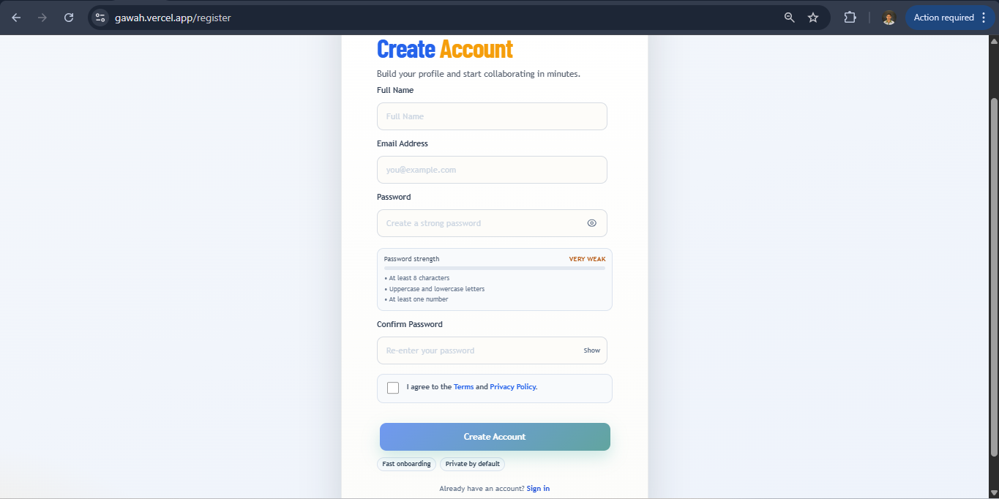 gawah.vercel.app/register
Action required
Create Account
Build your profile and start collaborating in minutes.
Full Name
Full Name
Email Address
you@example.com
Password
Create a strong password
Password strength VERY WEAK
• At least 8 characters
• Uppercase and lowercase letters
• At least one number
Confirm Password
Re-enter your password Show
I agree to the Terms and Privacy Policy.
Create Account
Fast onboarding Private by default
Already have an account? Sign in